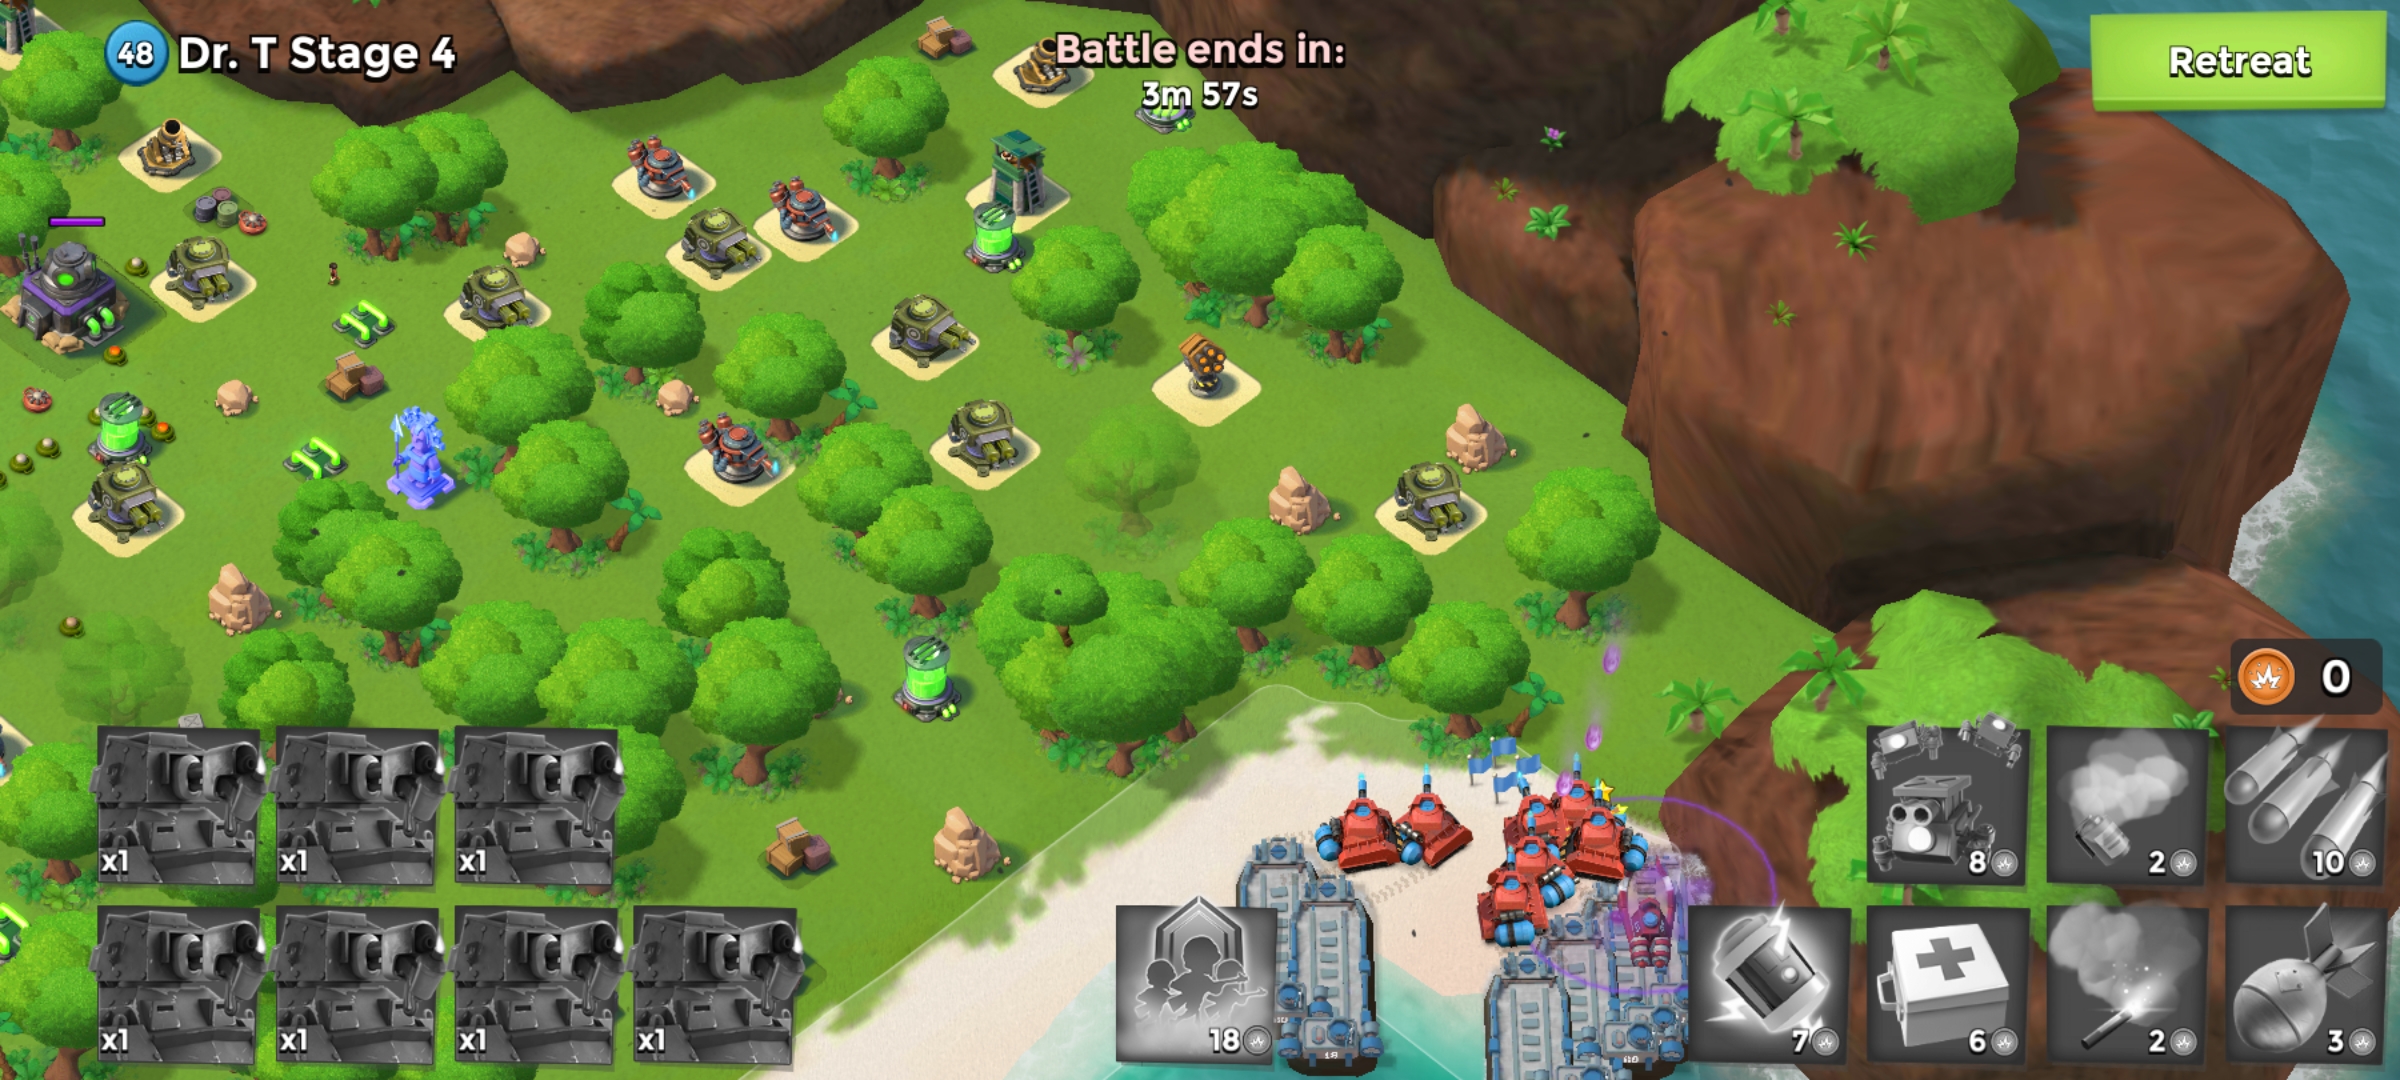 48 Dr. T Stage 4
Battle ends in:
3m 57s
Retreat
0
x1 x1 x1
8 2 10
x1 x1 x1 x1
18 7 6 2 3
18